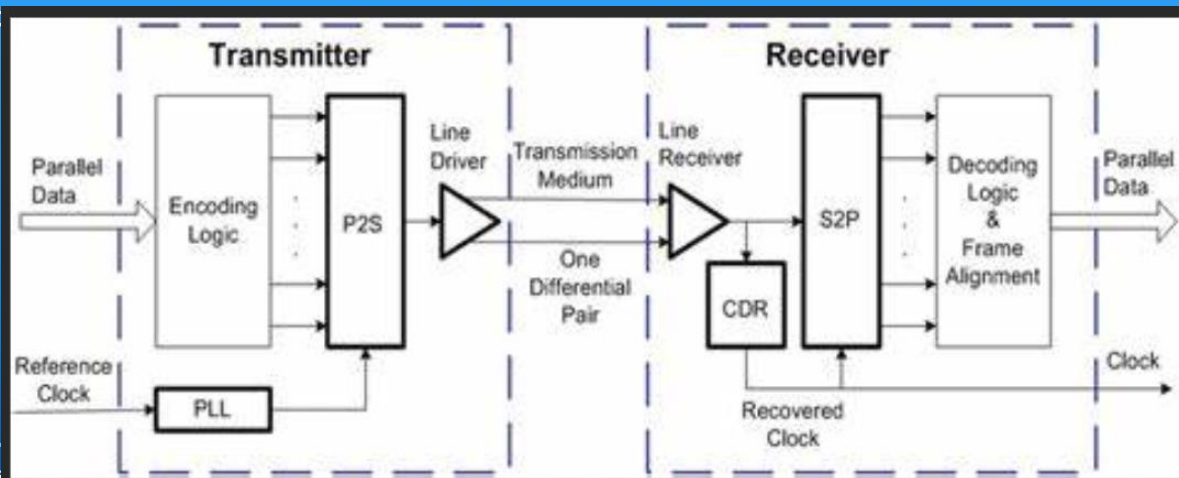 Transmitter
Receiver
Parallel
Data
Encoding
Logic
P2S
Line
Driver
Transmission
Medium
One
Differential
Pair
Line
Receiver
S2P
CDR
Decoding
Logic
&
Frame
Alignment
Parallel
Data
Reference
Clock
PLL
Recovered
Clock
Clock